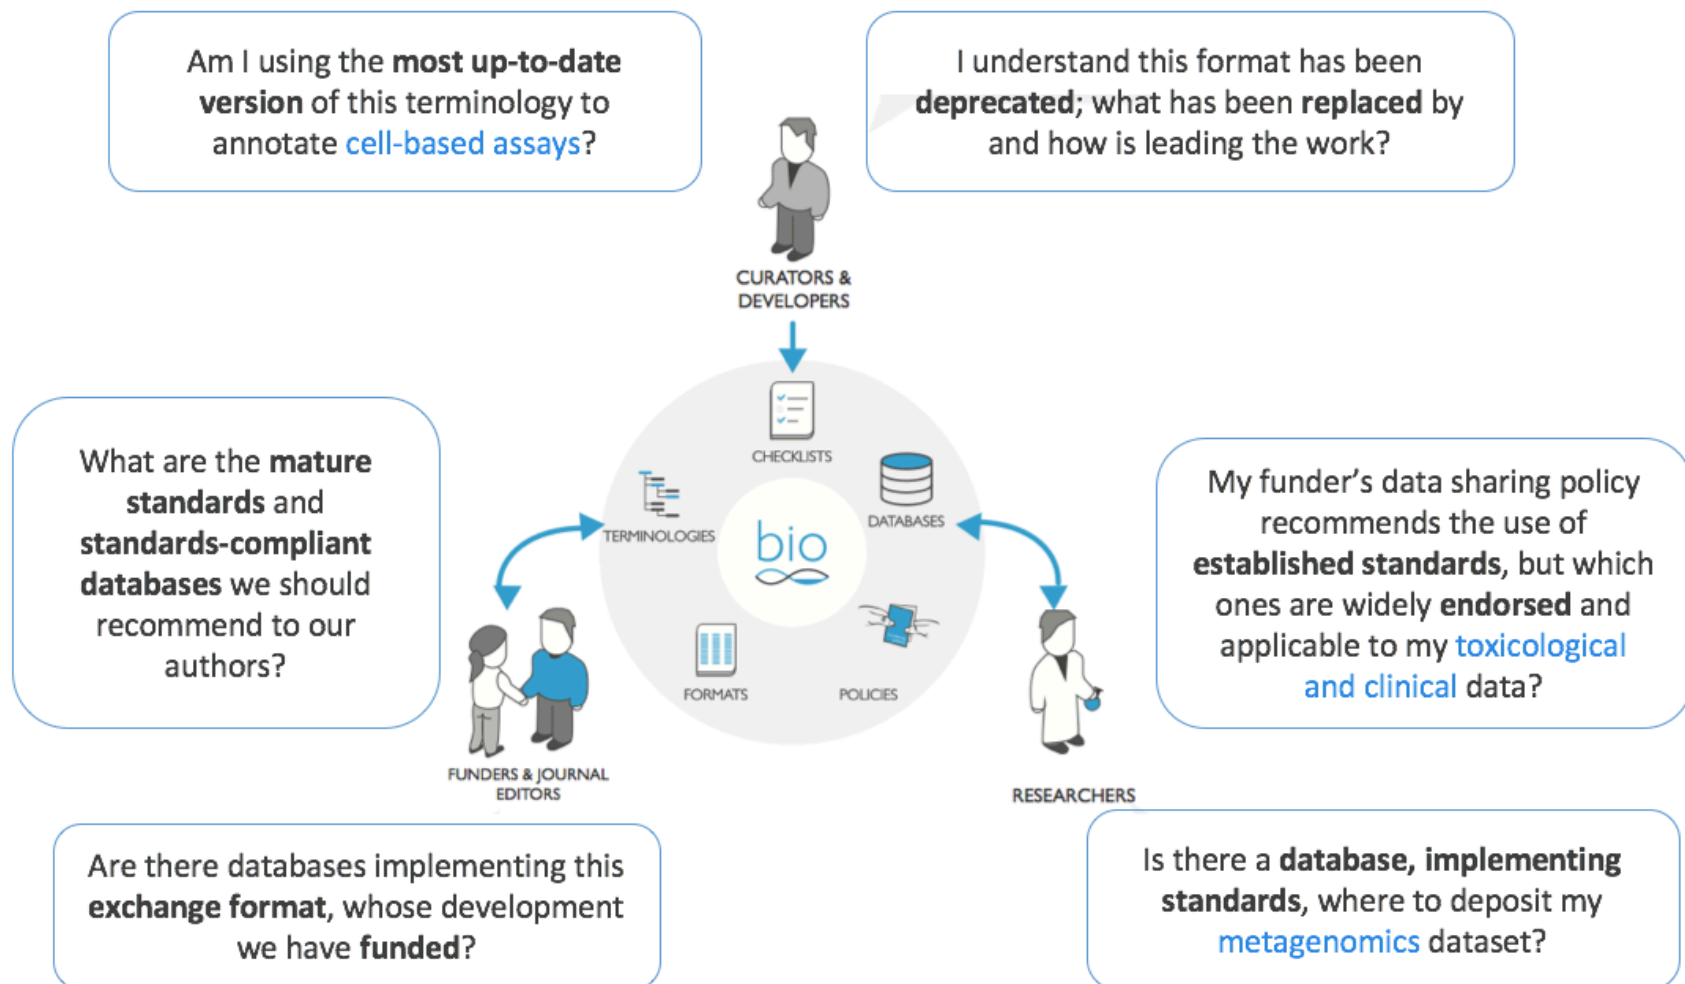 Am I using the most up-to-date
version of this terminology to
annotate cell-based assays?
I understand this format has been
deprecated; what has been replaced by
and how is leading the work?
CURATORS &
DEVELOPERS
What are the mature
standards and
standards-compliant
databases we should
recommend to our
authors?
CHECKLISTS
TERMINOLOGIES
DATABASES
bio
FORMATS
POLICIES
My funder’s data sharing policy
recommends the use of
established standards, but which
ones are widely endorsed and
applicable to my toxicological
and clinical data?
FUNDERS & JOURNAL
EDITORS
RESEARCHERS
Are there databases implementing this
exchange format, whose development
we have funded?
Is there a database, implementing
standards, where to deposit my
metagenomics dataset?